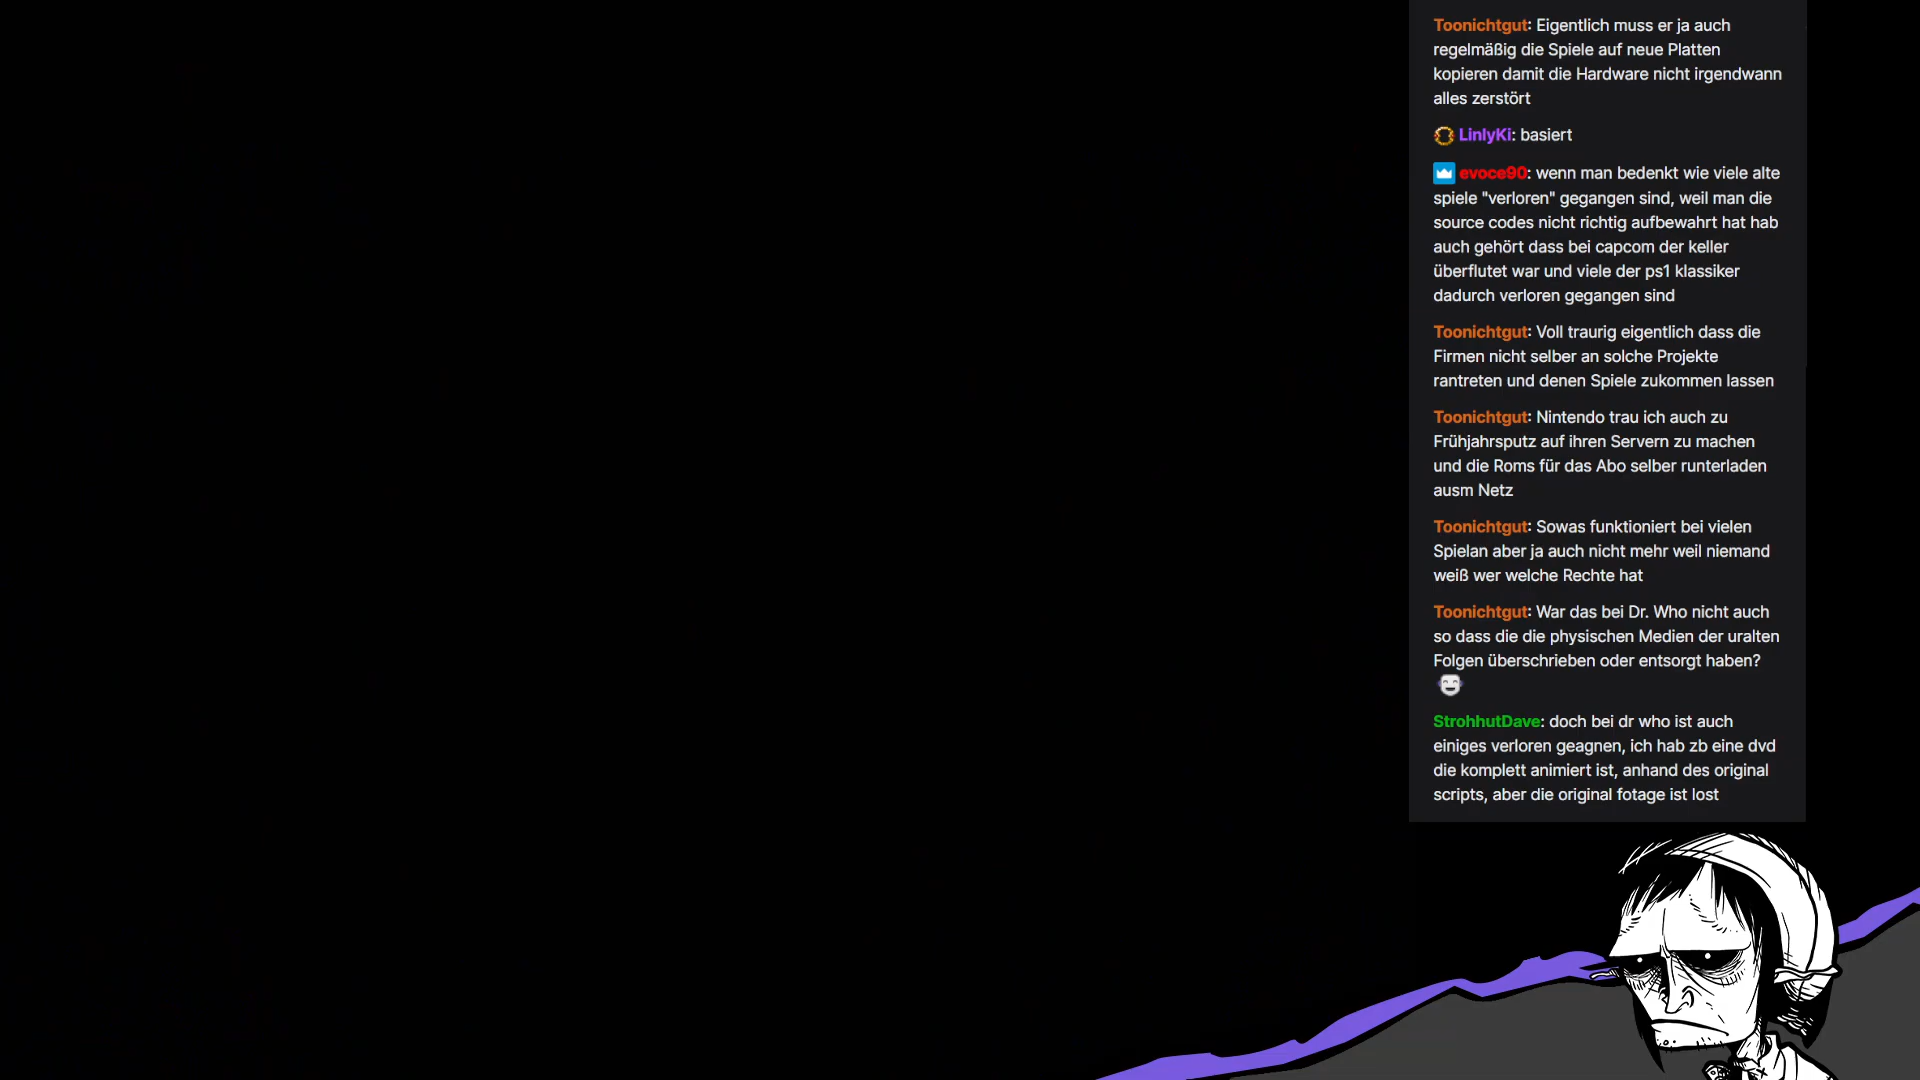 Toonichtgut: Eigentlich muss er ja auch
regelmäßig die Spiele auf neue Platten
kopieren damit die Hardware nicht irgendwann
alles zerstört
LinlyKi: basiert
evoce90: wenn man bedenkt wie viele alte
spiele "verloren" gegangen sind, weil man die
source codes nicht richtig aufbewahrt hat hab
auch gehört dass bei capcom der keller
überflutet war und viele der ps1 klassiker
dadurch verloren gegangen sind
Toonichtgut: Voll traurig eigentlich dass die
Firmen nicht selber an solche Projekte
rantreten und denen Spiele zukommen lassen
Toonichtgut: Nintendo trau ich auch zu
Frühjahrsputz auf ihren Servern zu machen
und die Roms für das Abo selber runterladen
ausm Netz
Toonichtgut: Sowas funktioniert bei vielen
Spielan aber ja auch nicht mehr weil niemand
weiß wer welche Rechte hat
Toonichtgut: War das bei Dr. Who nicht auch
so dass die die physischen Medien der uralten
Folgen überschrieben oder entsorgt haben?
StrohhutDave: doch bei dr who ist auch
einiges verloren geagnen, ich hab zb eine dvd
die komplett animiert ist, anhand des original
scripts, aber die original fotage ist lost